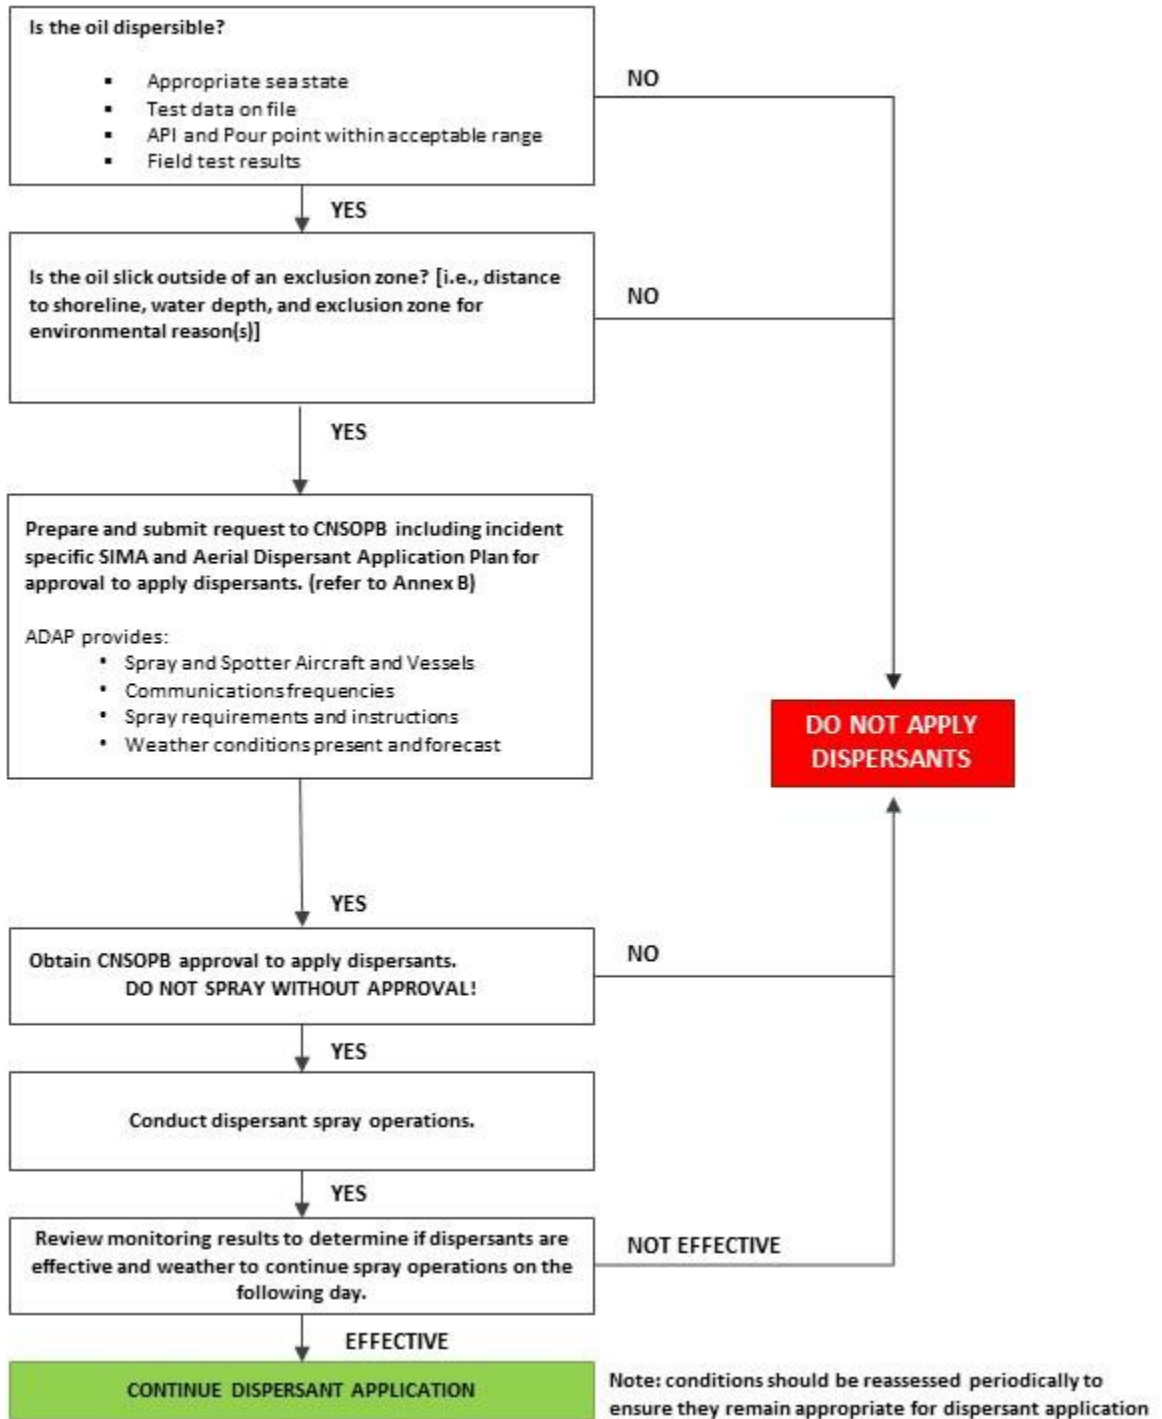 Is the oil dispersible?
▪ Appropriate sea state
▪ Test data on file
▪ API and Pour point within acceptable range
▪ Field test results
NO
YES
Is the oil slick outside of an exclusion zone? [i.e., distance
to shoreline, water depth, and exclusion zone for
environmental reason(s)]
NO
YES
Prepare and submit request to CNSOPB including incident
specific SIMA and Aerial Dispersant Application Plan for
approval to apply dispersants. (refer to Annex B)
ADAP provides:
• Spray and Spotter Aircraft and Vessels
• Communications frequencies
• Spray requirements and instructions
• Weather conditions present and forecast
DO NOT APPLY
DISPERSANTS
YES
Obtain CNSOPB approval to apply dispersants.
DO NOT SPRAY WITHOUT APPROVAL!
NO
YES
Conduct dispersant spray operations.
YES
Review monitoring results to determine if dispersants are
effective and weather to continue spray operations on the
following day.
NOT EFFECTIVE
EFFECTIVE
CONTINUE DISPERSANT APPLICATION
Note: conditions should be reassessed periodically to
ensure they remain appropriate for dispersant application